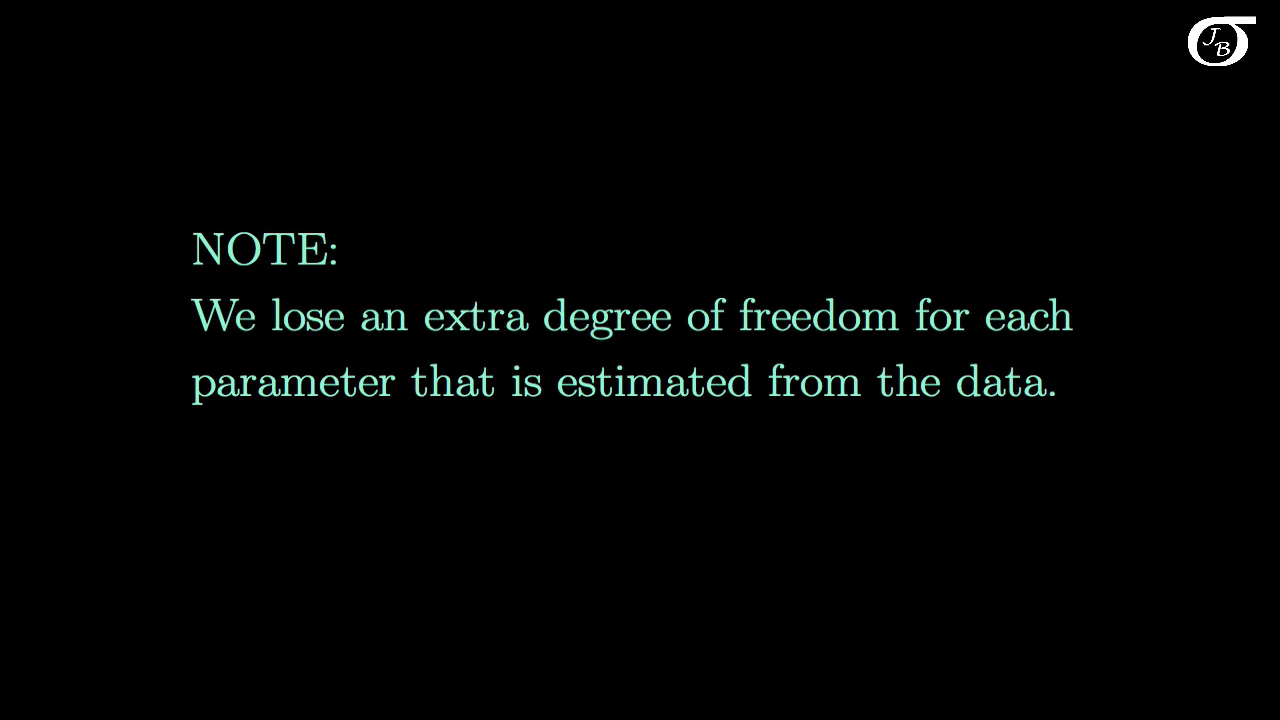 J
B
NOTE:
We lose an extra degree of freedom for each
parameter that is estimated from the data.